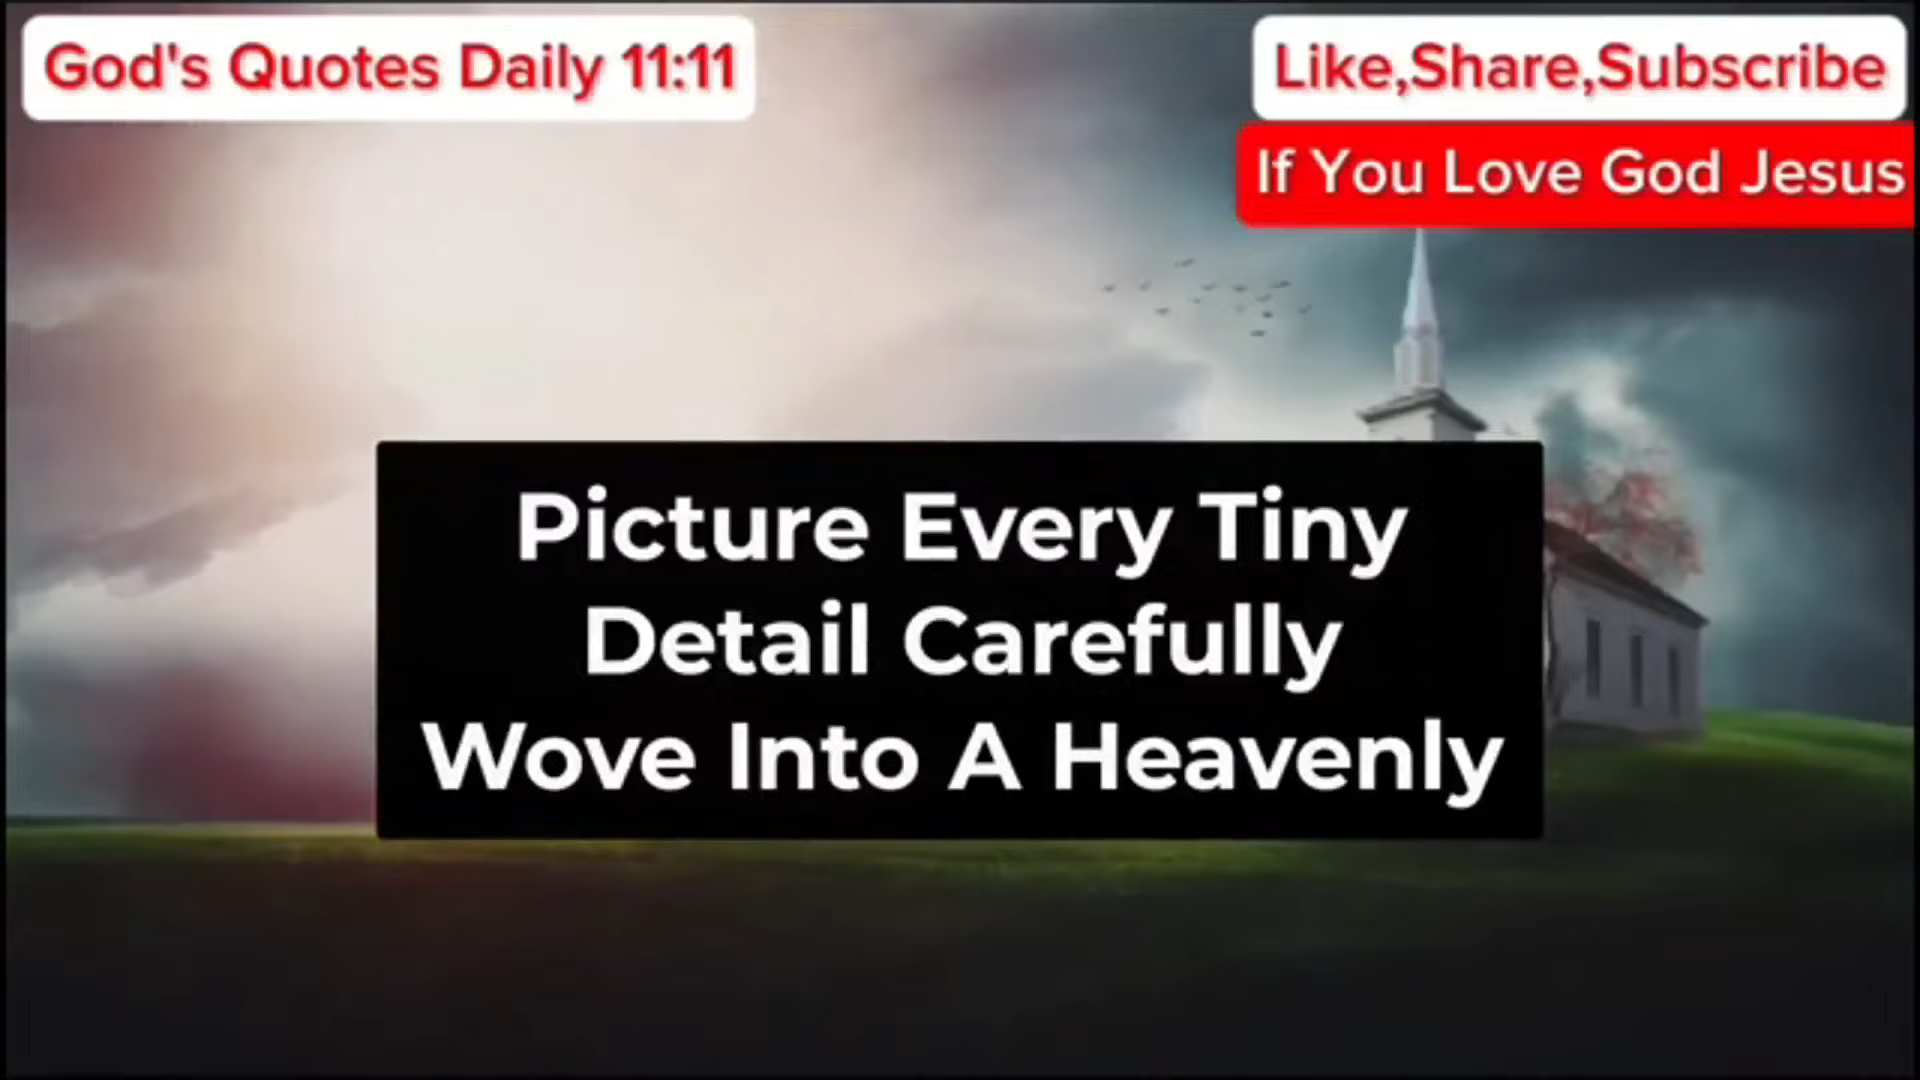 God's Quotes Daily 11:11
Like,Share,Subscribe
If You Love God Jesus
Picture Every Tiny
Detail Carefully
Wove Into A Heavenly